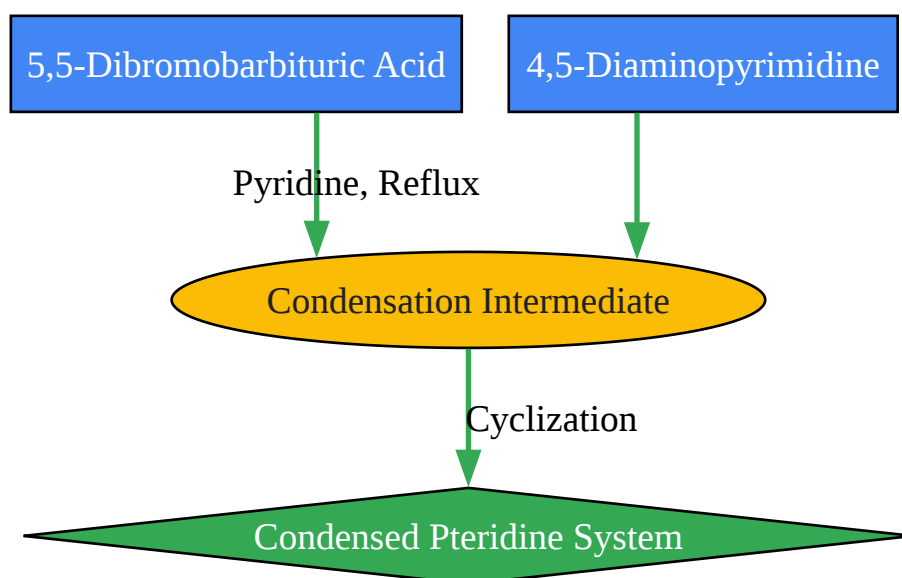 5,5-Dibromobarbituric Acid
4,5-Diaminopyrimidine
Pyridine, Reflux
Condensation Intermediate
Cyclization
Condensed Pteridine System